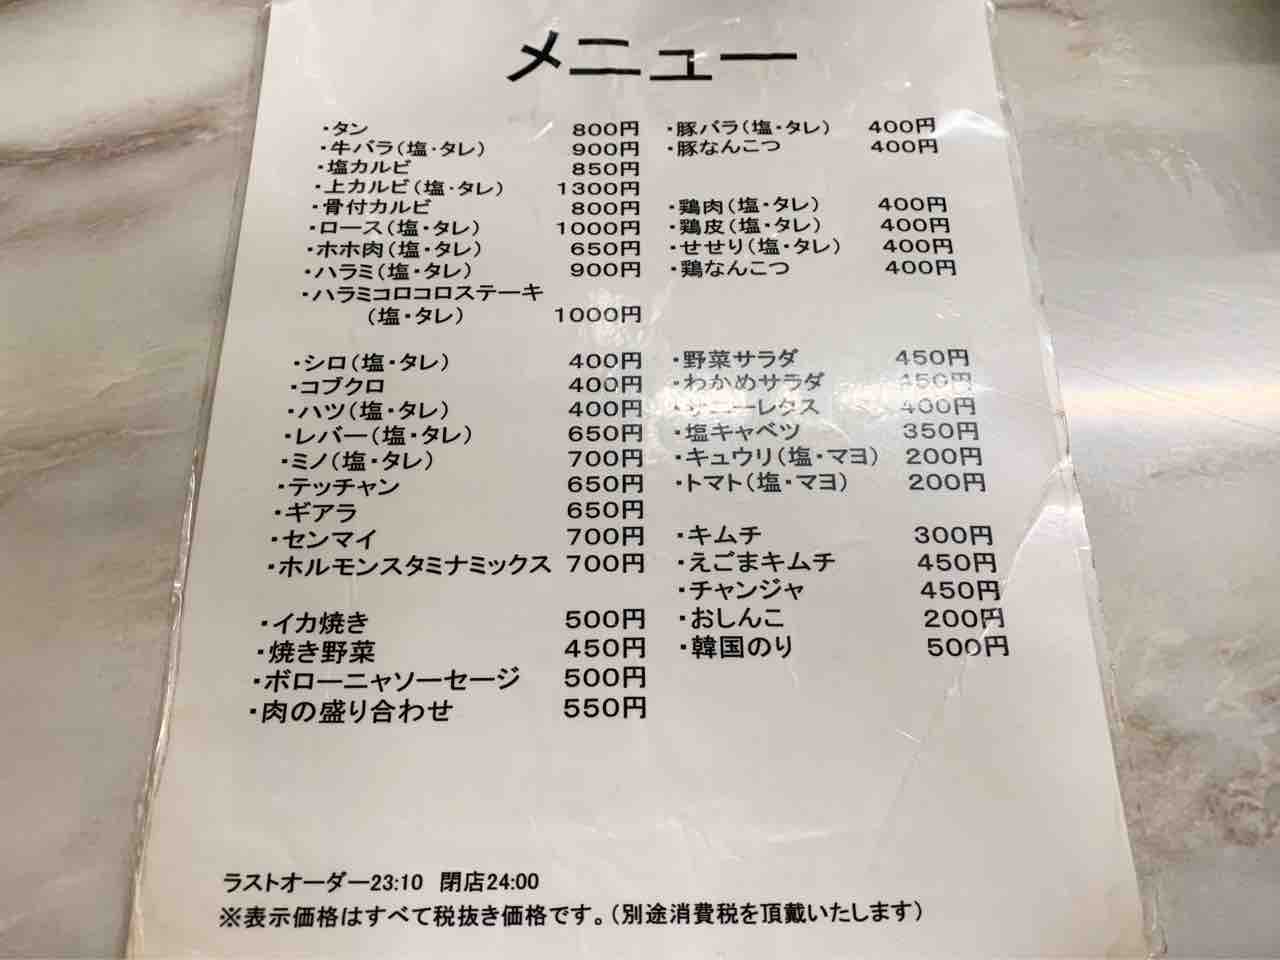 メニュー
・タン 800円
・牛バラ(塩・タレ) 900円
・塩カルビ 850円
・上カルビ(塩・タレ) 1300円
・骨付カルビ 800円
・ロース(塩・タレ) 1000円
・ホホ肉(塩・タレ) 650円
・ハラミ(塩・タレ) 900円
・ハラミコロコロステーキ
(塩・タレ) 1000円
・シロ(塩・タレ) 400円
・コブクロ 400円
・ハツ(塩・タレ) 400円
・レバー(塩・タレ) 650円
・ミノ(塩・タレ) 700円
・テッチャン 650円
・ギアラ 650円
・センマイ 700円
・ホルモンスタミナミックス 700円
・イカ焼き 500円
・焼き野菜 450円
・ボローニャソーセージ 500円
・肉の盛り合わせ 550円
・豚バラ(塩・タレ) 400円
・豚なんこつ 400円
・鶏肉(塩・タレ) 400円
・鶏皮(塩・タレ) 400円
・せせり(塩・タレ) 400円
・鶏なんこつ 400円
・野菜サラダ 450円
・わかめサラダ 450円
・サニーレタス 400円
・塩キャベツ 350円
・キュウリ(塩・マヨ) 200円
・トマト(塩・マヨ) 200円
・キムチ 300円
・えごまキムチ 450円
・チャンジャ 450円
・おしんこ 200円
・韓国のり 500円
ラストオーダー23:10 閉店24:00
※表示価格はすべて税抜き価格です。(別途消費税を頂戴いたします)